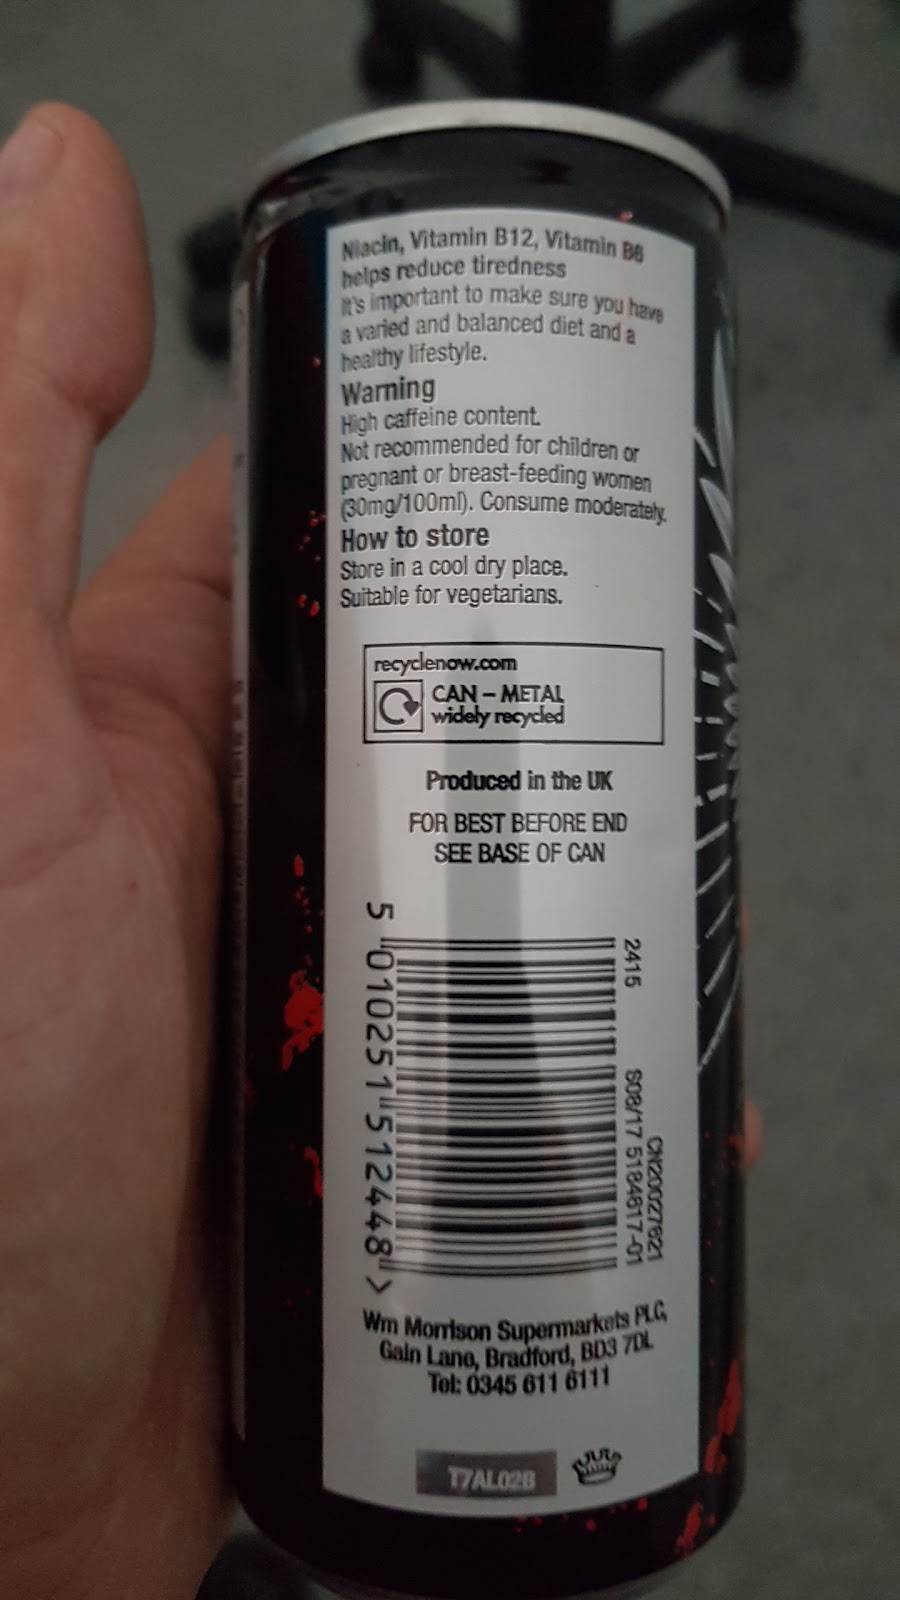 Niacin, Vitamin B12, Vitamin B6
helps reduce tiredness
It's important to make sure you have
a varied and balanced diet and a
healthy lifestyle.
Warning
High caffeine content.
Not recommended for children or
pregnant or breast-feeding women
(30mg/100ml). Consume moderately.
How to store
Store in a cool dry place.
Suitable for vegetarians.
recyclenow.com
CAN – METAL
widely recycled
Produced in the UK
FOR BEST BEFORE END
SEE BASE OF CAN
5 010251 512448 >
2415
S08/17 5184617-01
CN20027621
Wm Morrison Supermarkets PLC,
Gain Lane, Bradford, BD3 7DL
Tel: 0345 611 6111
T7AL02B